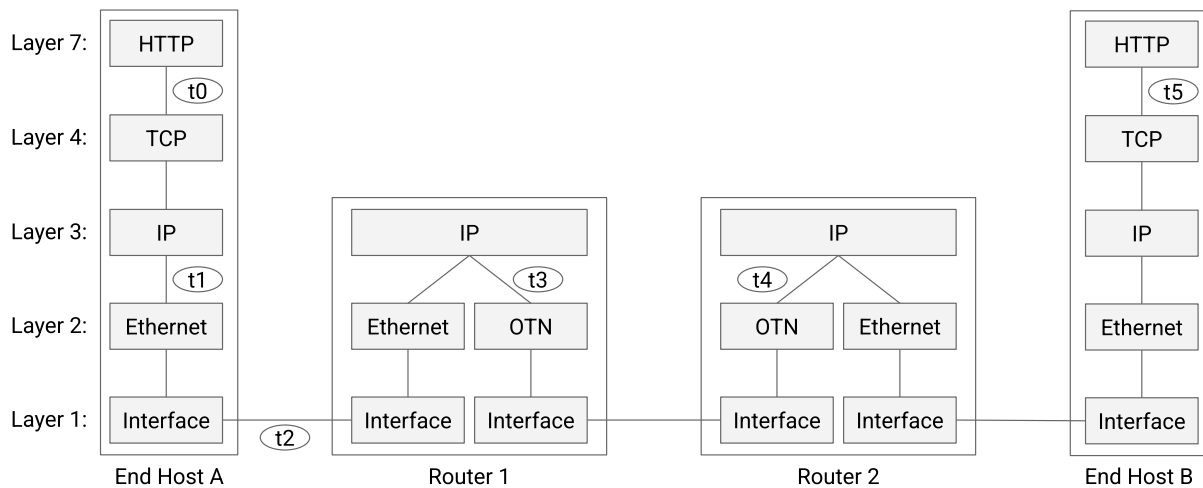 Layer 7: HTTP HTTP
t0 t5
Layer 4: TCP TCP
Layer 3: IP IP IP IP
t1 t3 t4
Layer 2: Ethernet Ethernet OTN OTN Ethernet Ethernet
Layer 1: Interface Interface Interface Interface Interface Interface
t2
End Host A Router 1 Router 2 End Host B